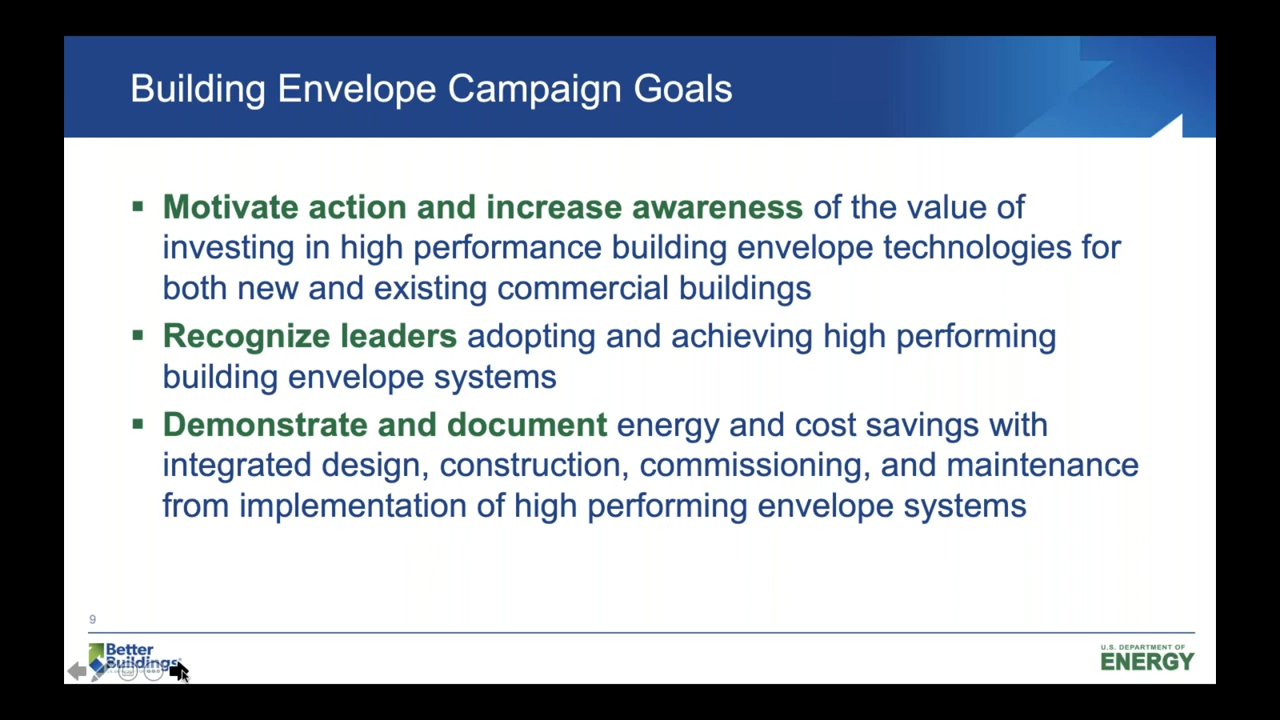 Building Envelope Campaign Goals
▪ Motivate action and increase awareness of the value of
investing in high performance building envelope technologies for
both new and existing commercial buildings
▪ Recognize leaders adopting and achieving high performing
building envelope systems
▪ Demonstrate and document energy and cost savings with
integrated design, construction, commissioning, and maintenance
from implementation of high performing envelope systems
9
Better
Buildings
U.S. DEPARTMENT OF
ENERGY